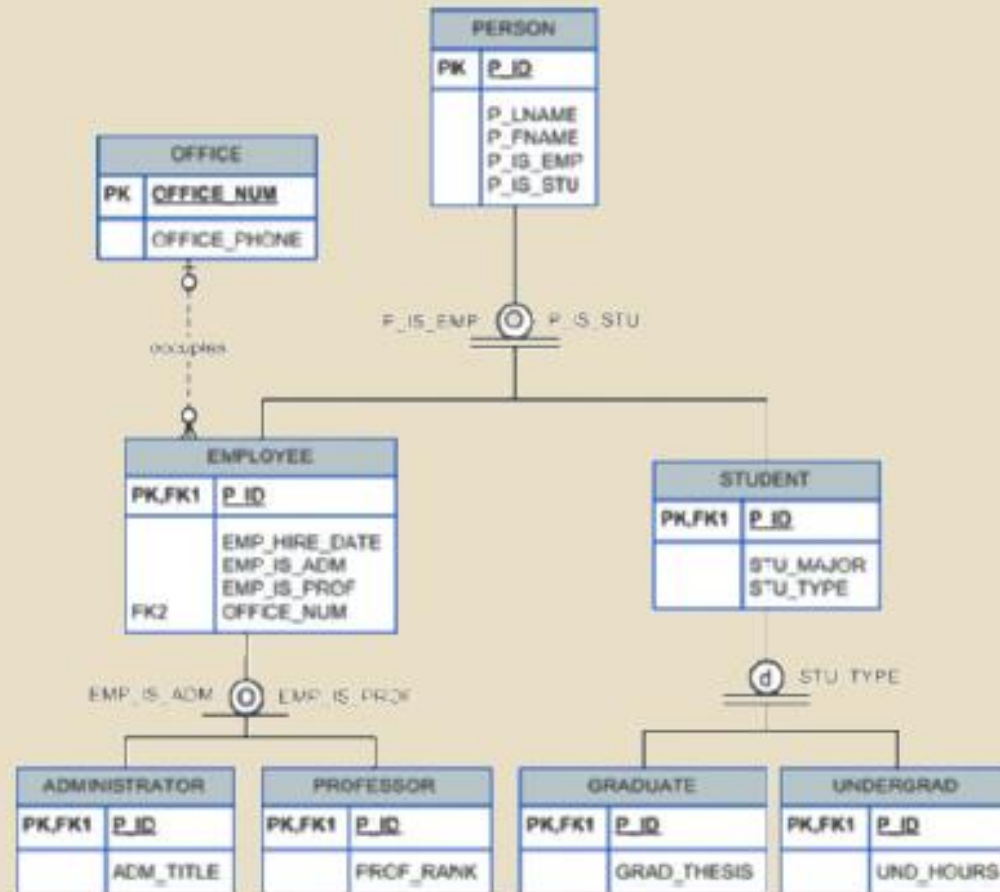 PERSON
PK P_ID
P_LNAME
P_FNAME
P_IS_EMP
P_IS_STU
OFFICE
PK OFFICE_NUM
OFFICE_PHONE
occupies
P_IS_EMP O P_IS_STU
EMPLOYEE
PK,FK1 P_ID
EMP_HIRE_DATE
EMP_IS_ADM
EMP_IS_PROF
FK2 OFFICE_NUM
STUDENT
PK,FK1 P_ID
STU_MAJOR
STU_TYPE
EMP_IS_ADM O EMP_IS_PROF
d STU_TYPE
ADMINISTRATOR
PK,FK1 P_ID
ADM_TITLE
PROFESSOR
PK,FK1 P_ID
PROF_RANK
GRADUATE
PK,FK1 P_ID
GRAD_THESIS
UNDERGRAD
PK,FK1 P_ID
UND_HOURS